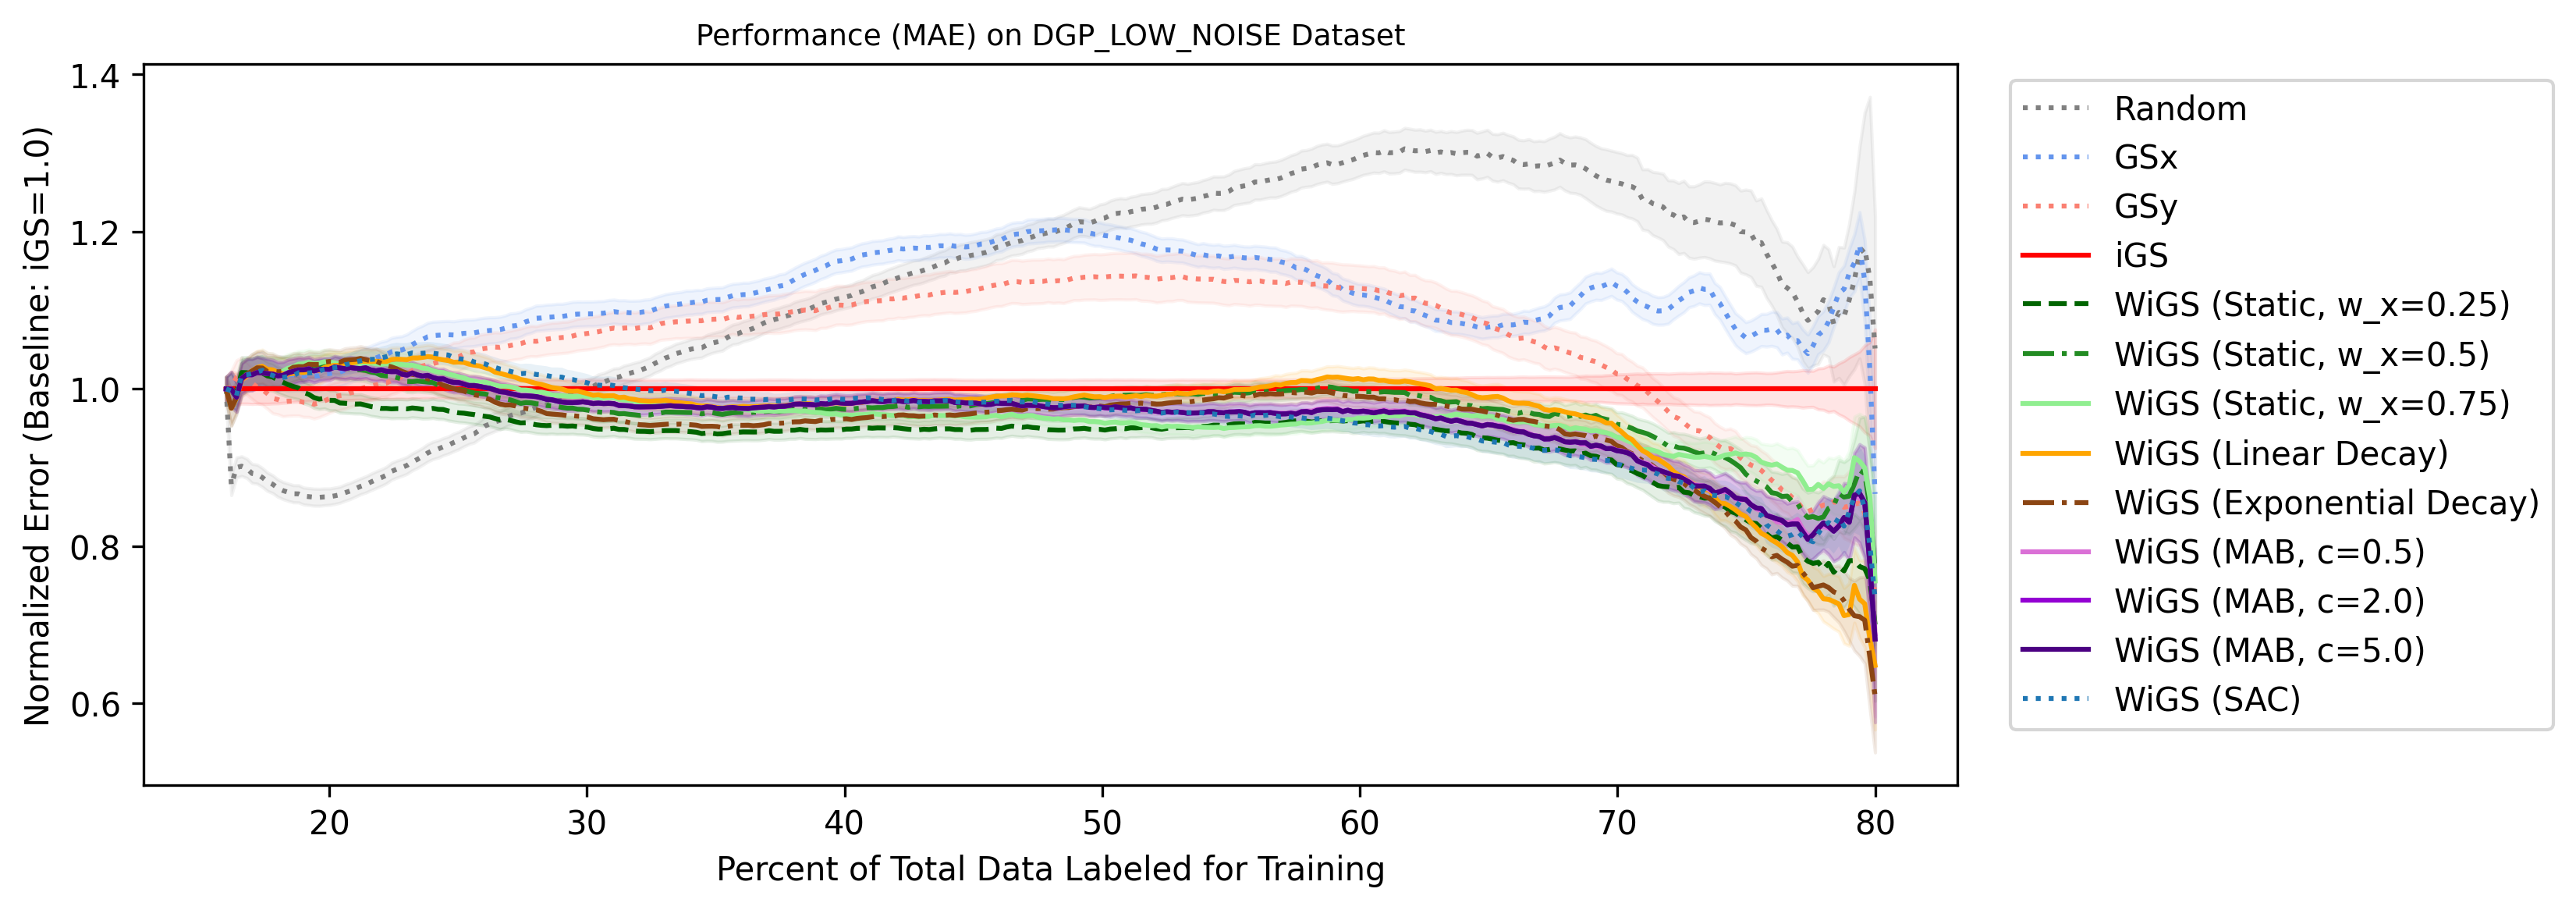 Performance (MAE) on DGP_LOW_NOISE Dataset
Normalized Error (Baseline: iGS=1.0)
1.4
1.2
1.0
0.8
0.6
20 30 40 50 60 70 80
Percent of Total Data Labeled for Training
Random
GSx
GSy
iGS
WiGS (Static, w_x=0.25)
WiGS (Static, w_x=0.5)
WiGS (Static, w_x=0.75)
WiGS (Linear Decay)
WiGS (Exponential Decay)
WiGS (MAB, c=0.5)
WiGS (MAB, c=2.0)
WiGS (MAB, c=5.0)
WiGS (SAC)